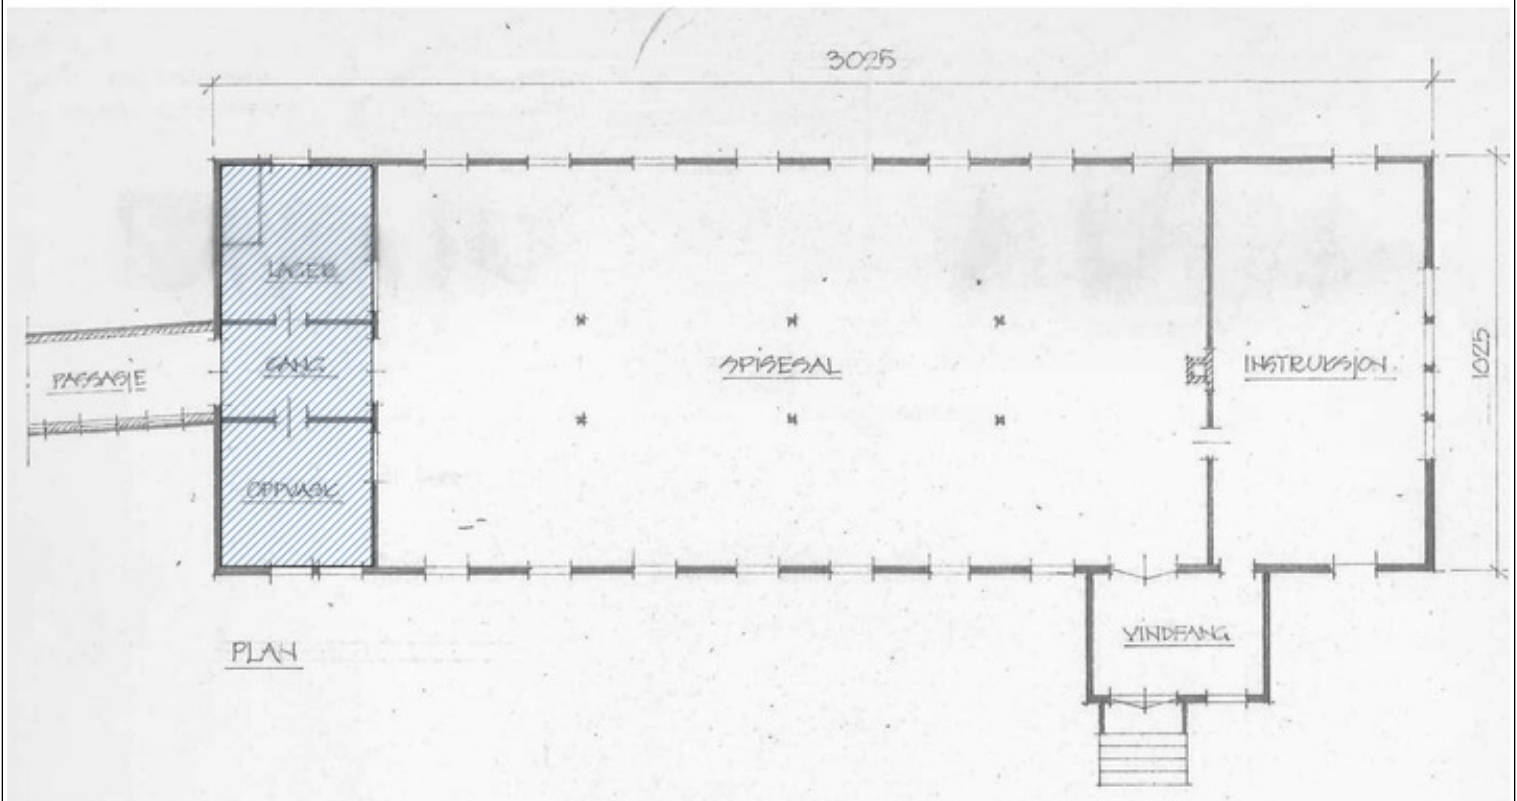 3025
LAGER
PASSASJE
GANG
SPISESAL
INSTRUKSJON
1025
OPPVASK
PLAN
VINDFANG